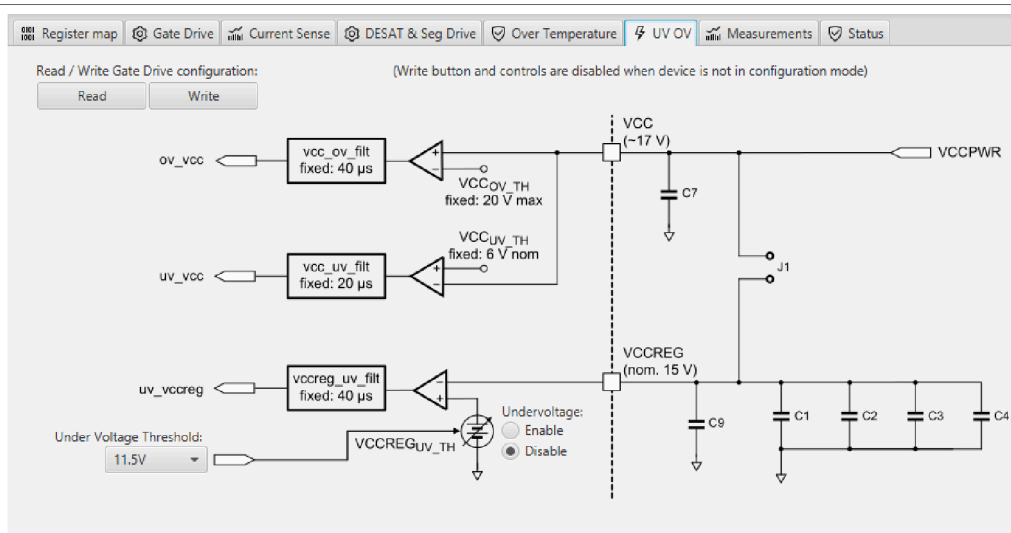 0101
1001
Register map
Gate Drive
Current Sense
DESAT & Seg Drive
Over Temperature
UV OV
Measurements
Status
Read / Write Gate Drive configuration:
(Write button and controls are disabled when device is not in configuration mode)
Read
Write
VCC
(~17 V)
ov_vcc
vcc_ov_filt
fixed: 40 µs
+
−
VCCOV_TH
fixed: 20 V max
VCCPWR
C7
VCCUV_TH
fixed: 6 V nom
uv_vcc
vcc_uv_filt
fixed: 20 µs
+
−
J1
VCCREG
(nom. 15 V)
uv_vccreg
vccreg_uv_filt
fixed: 40 µs
−
+
C9
C1
C2
C3
C4
Undervoltage:
Enable
Disable
Under Voltage Threshold:
11.5V
VCCREGUV_TH